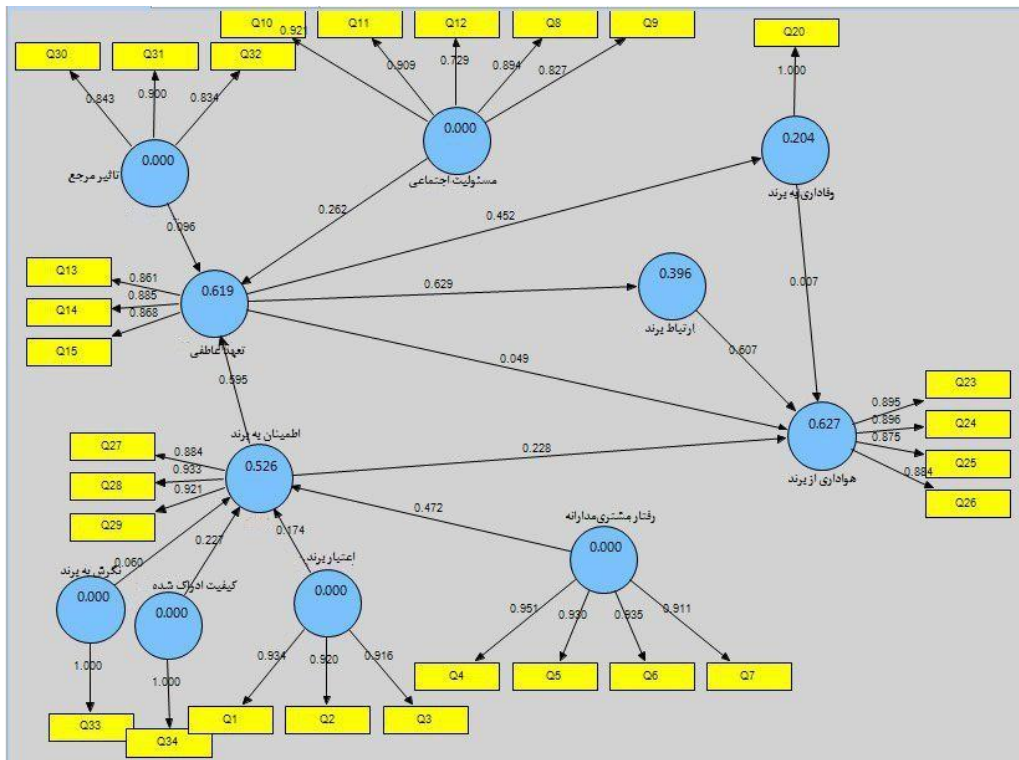 Q10 Q11 Q12 Q8 Q9
Q20
0.921
Q30 Q31 Q32
0.909 0.729 0.894 0.827
1.000
0.843 0.900 0.834
0.000
0.204
0.000
تاثیر مرجع
مسئولیت اجتماعی
وفاداری به برند
0.262
0.452
0.096
Q13
0.861
0.629
0.396
0.007
0.619
0.885
Q14
0.868
ارتباط برند
Q15
تعهد عاطفی
0.049
0.607
0.595
Q23
0.895
Q24
0.896
0.627
0.875
Q25
0.884
Q26
هواداری از برند
اطمینان به برند
Q27
0.884
0.526
0.228
Q28
0.933
0.921
Q29
0.472
رفتار مشتری‌مدارانه
0.174
0.227
0.060
نگرش به برند
کیفیت ادراک شده
اعتبار برند
0.000
0.000
0.000
0.000
0.951 0.930 0.935 0.911
1.000
1.000
0.934 0.920 0.916
Q4 Q5 Q6 Q7
Q33
Q34
Q1 Q2 Q3